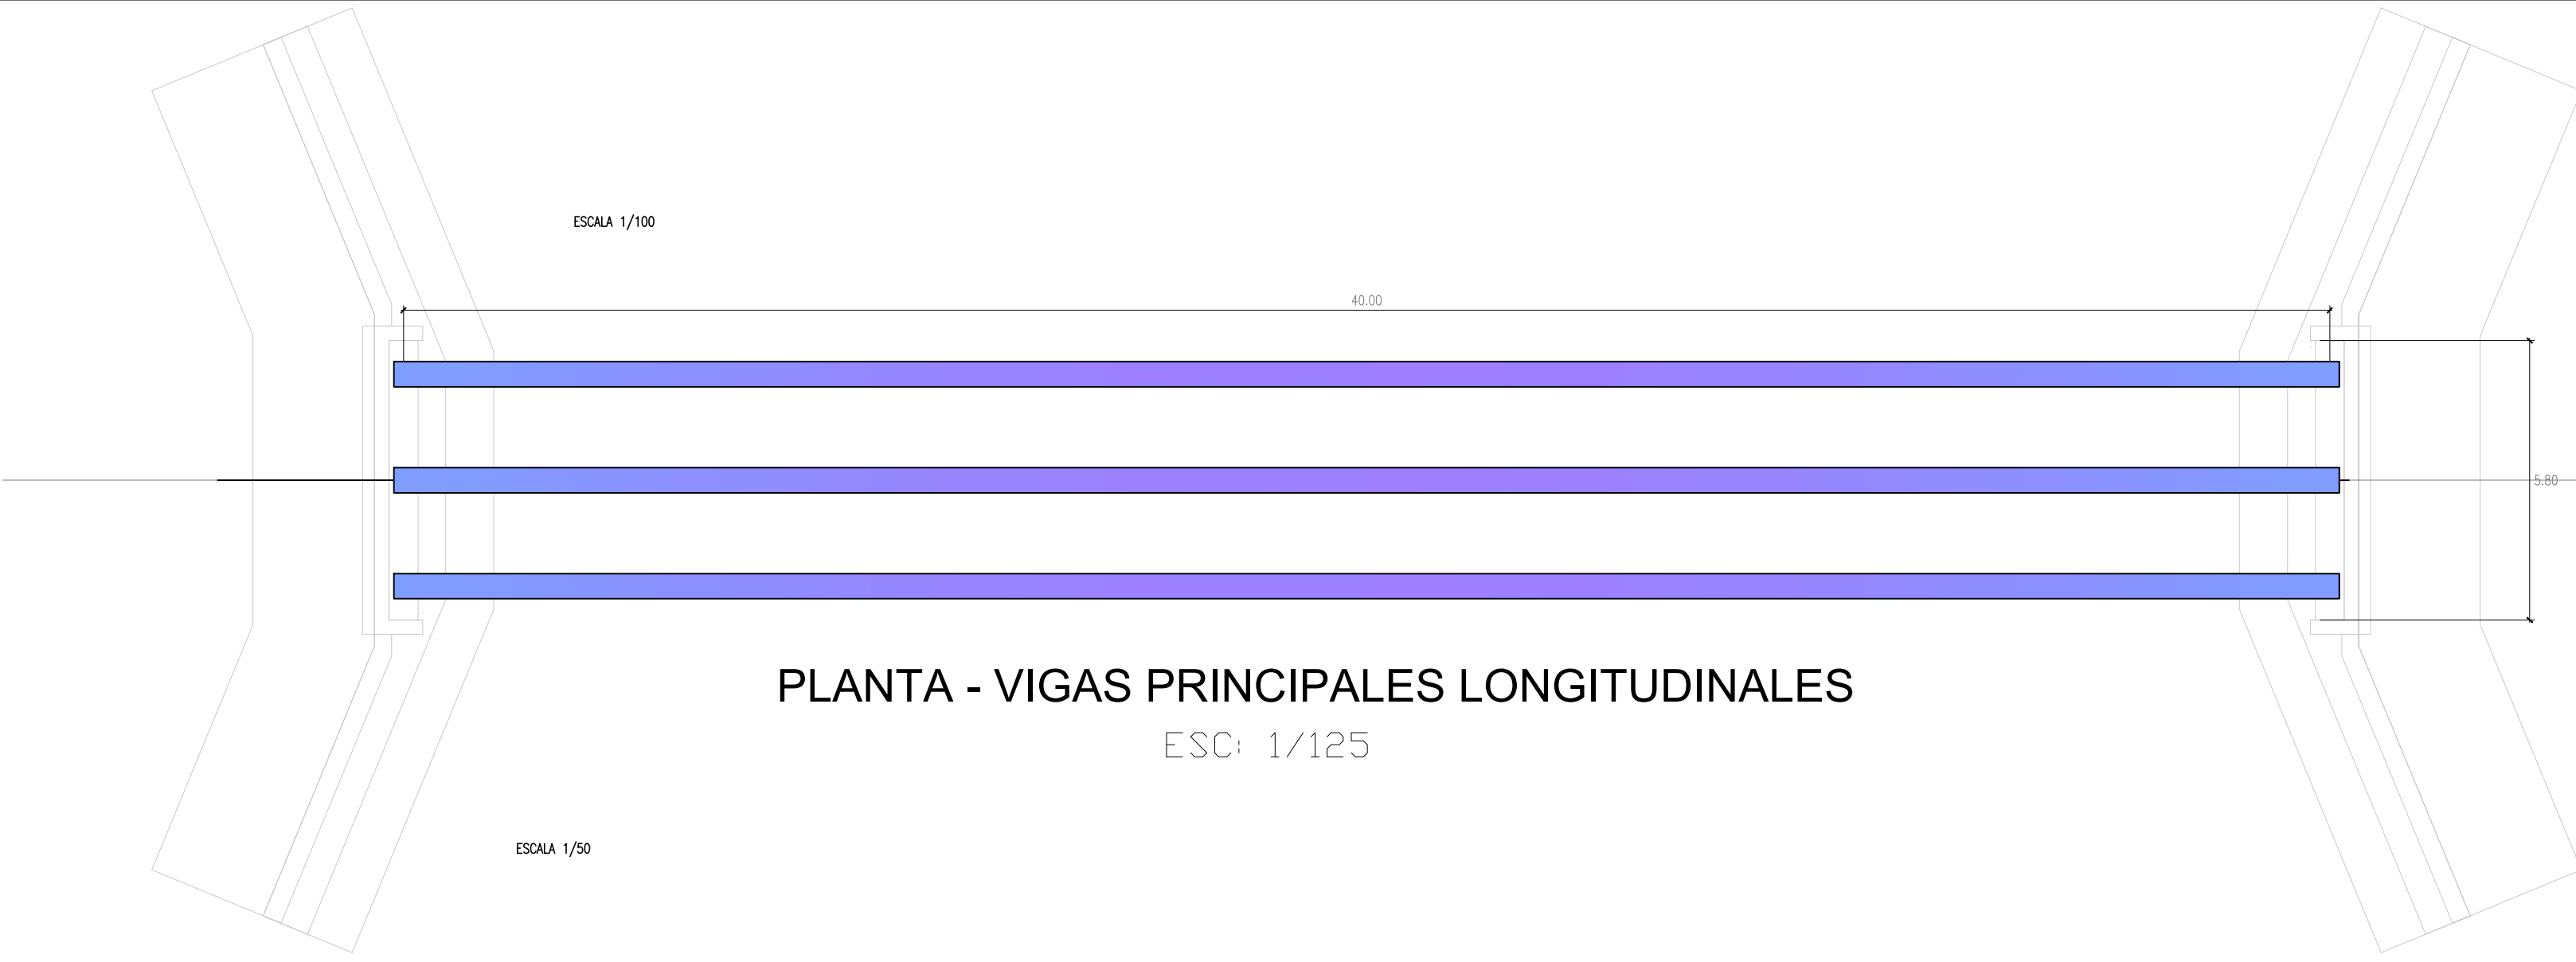 ESCALA 1/100
40.00
5.80
PLANTA - VIGAS PRINCIPALES LONGITUDINALES
ESC: 1/125
ESCALA 1/50